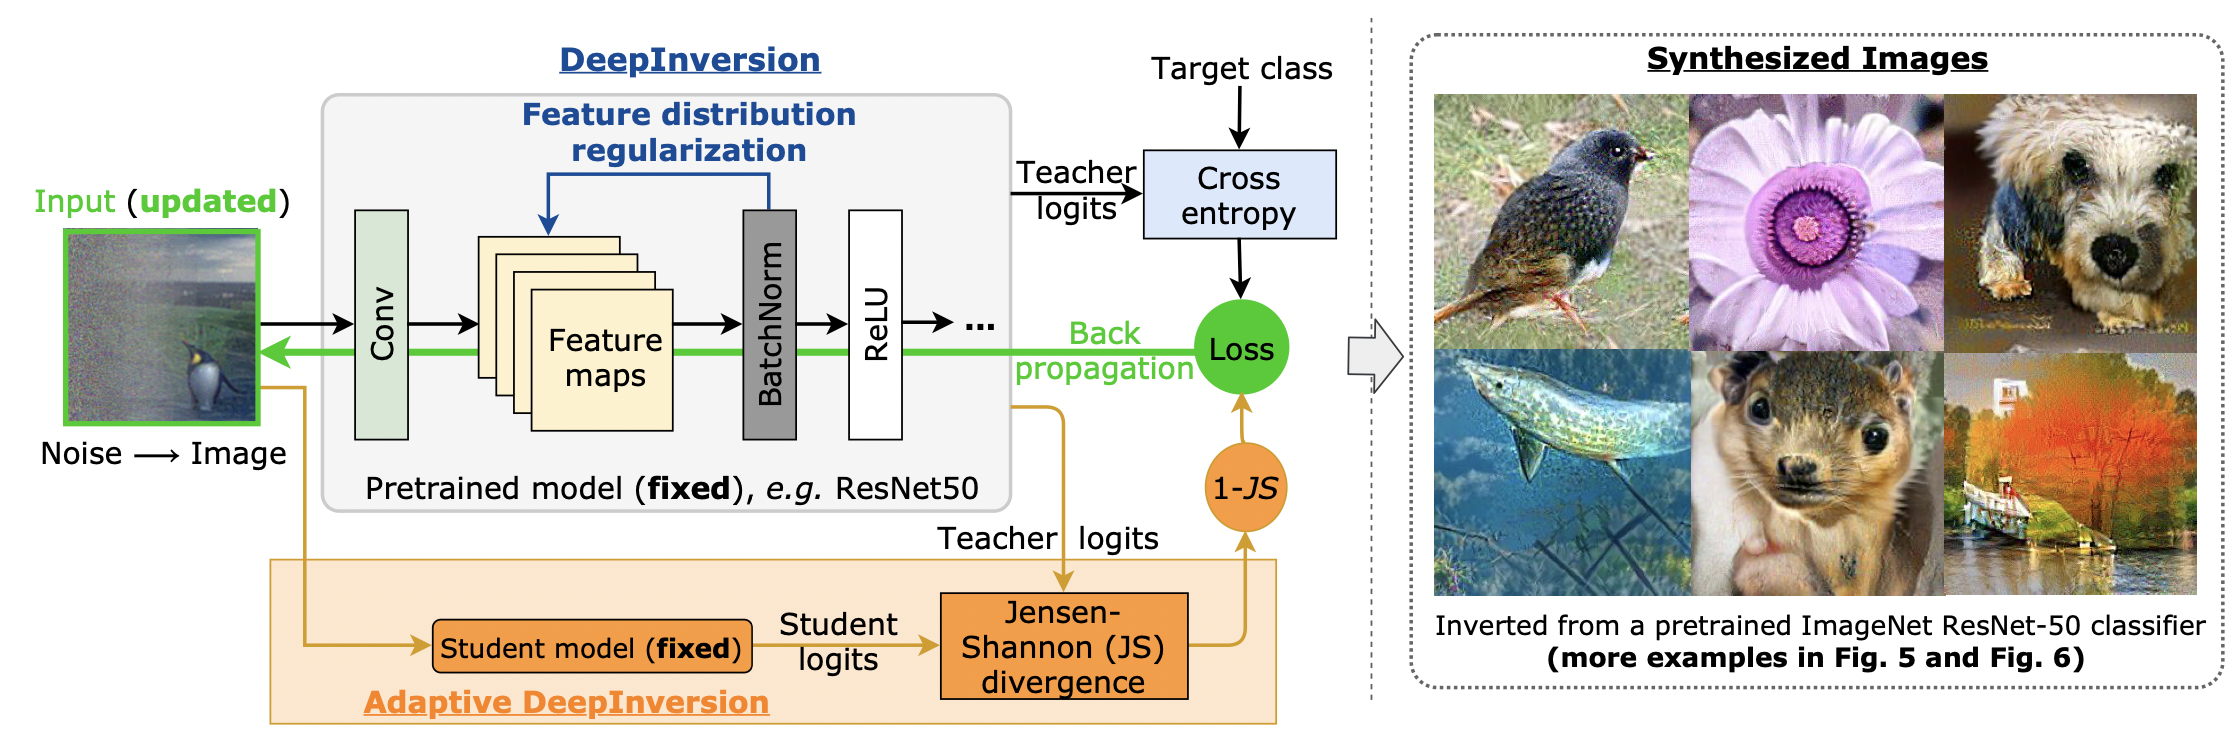 DeepInversion
Feature distribution
regularization
Input (updated)
Noise ⟶ Image
Conv
Feature
maps
BatchNorm
ReLU
...
Pretrained model (fixed), e.g. ResNet50
Target class
Teacher
logits
Cross
entropy
Loss
Back
propagation
1-JS
Teacher logits
Student model (fixed)
Student
logits
Jensen-
Shannon (JS)
divergence
Adaptive DeepInversion
Synthesized Images
Inverted from a pretrained ImageNet ResNet-50 classifier
(more examples in Fig. 5 and Fig. 6)